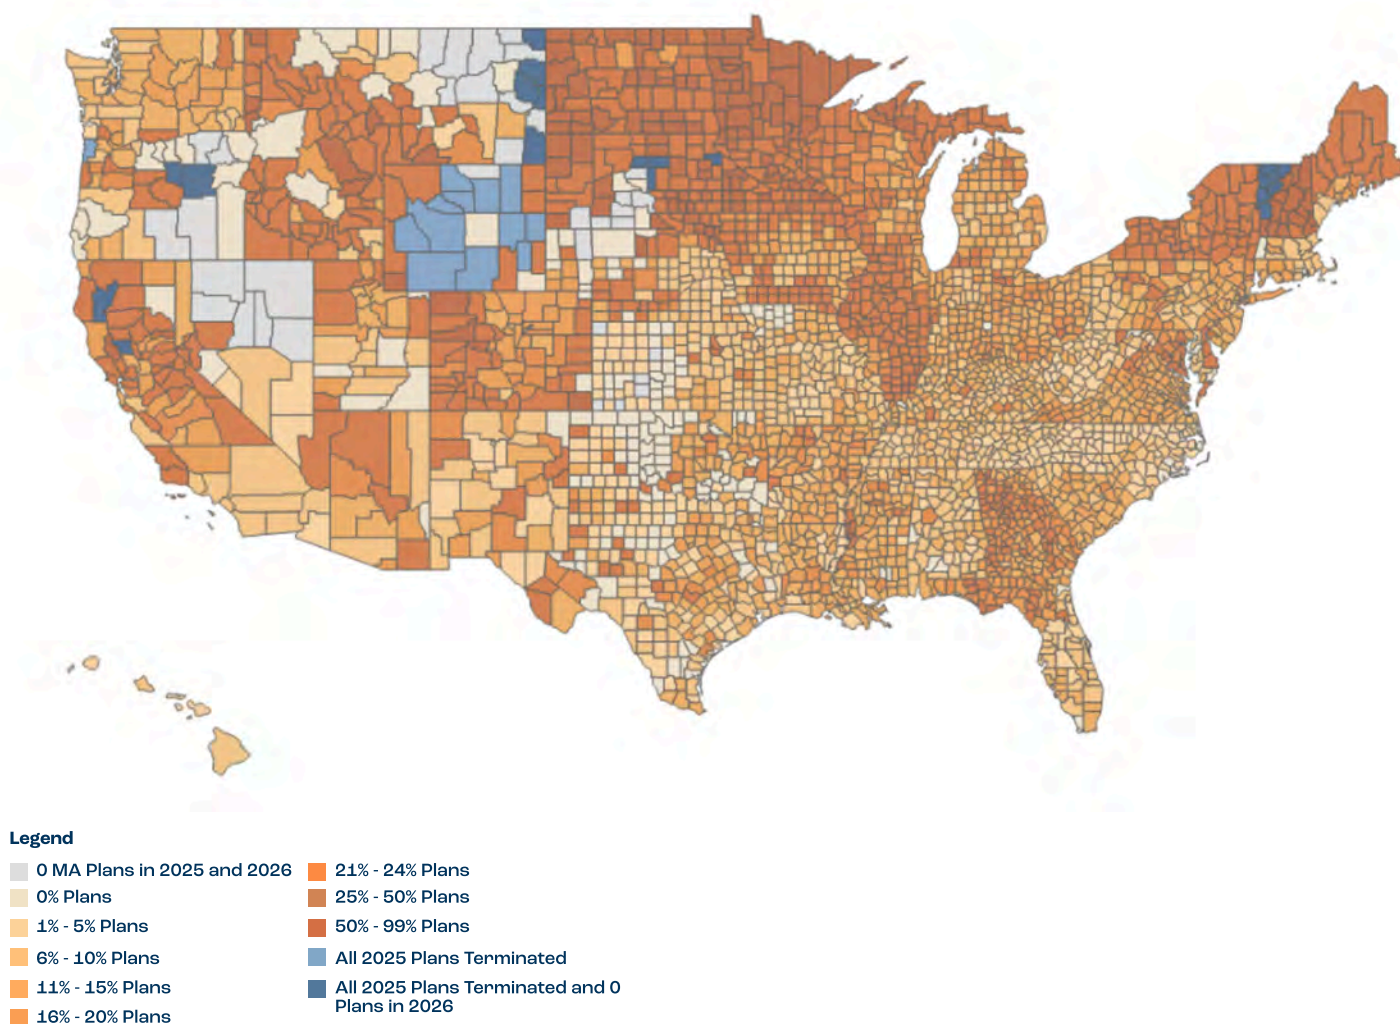 Legend
0 MA Plans in 2025 and 2026
0% Plans
1% - 5% Plans
6% - 10% Plans
11% - 15% Plans
16% - 20% Plans
21% - 24% Plans
25% - 50% Plans
50% - 99% Plans
All 2025 Plans Terminated
All 2025 Plans Terminated and 0
Plans in 2026